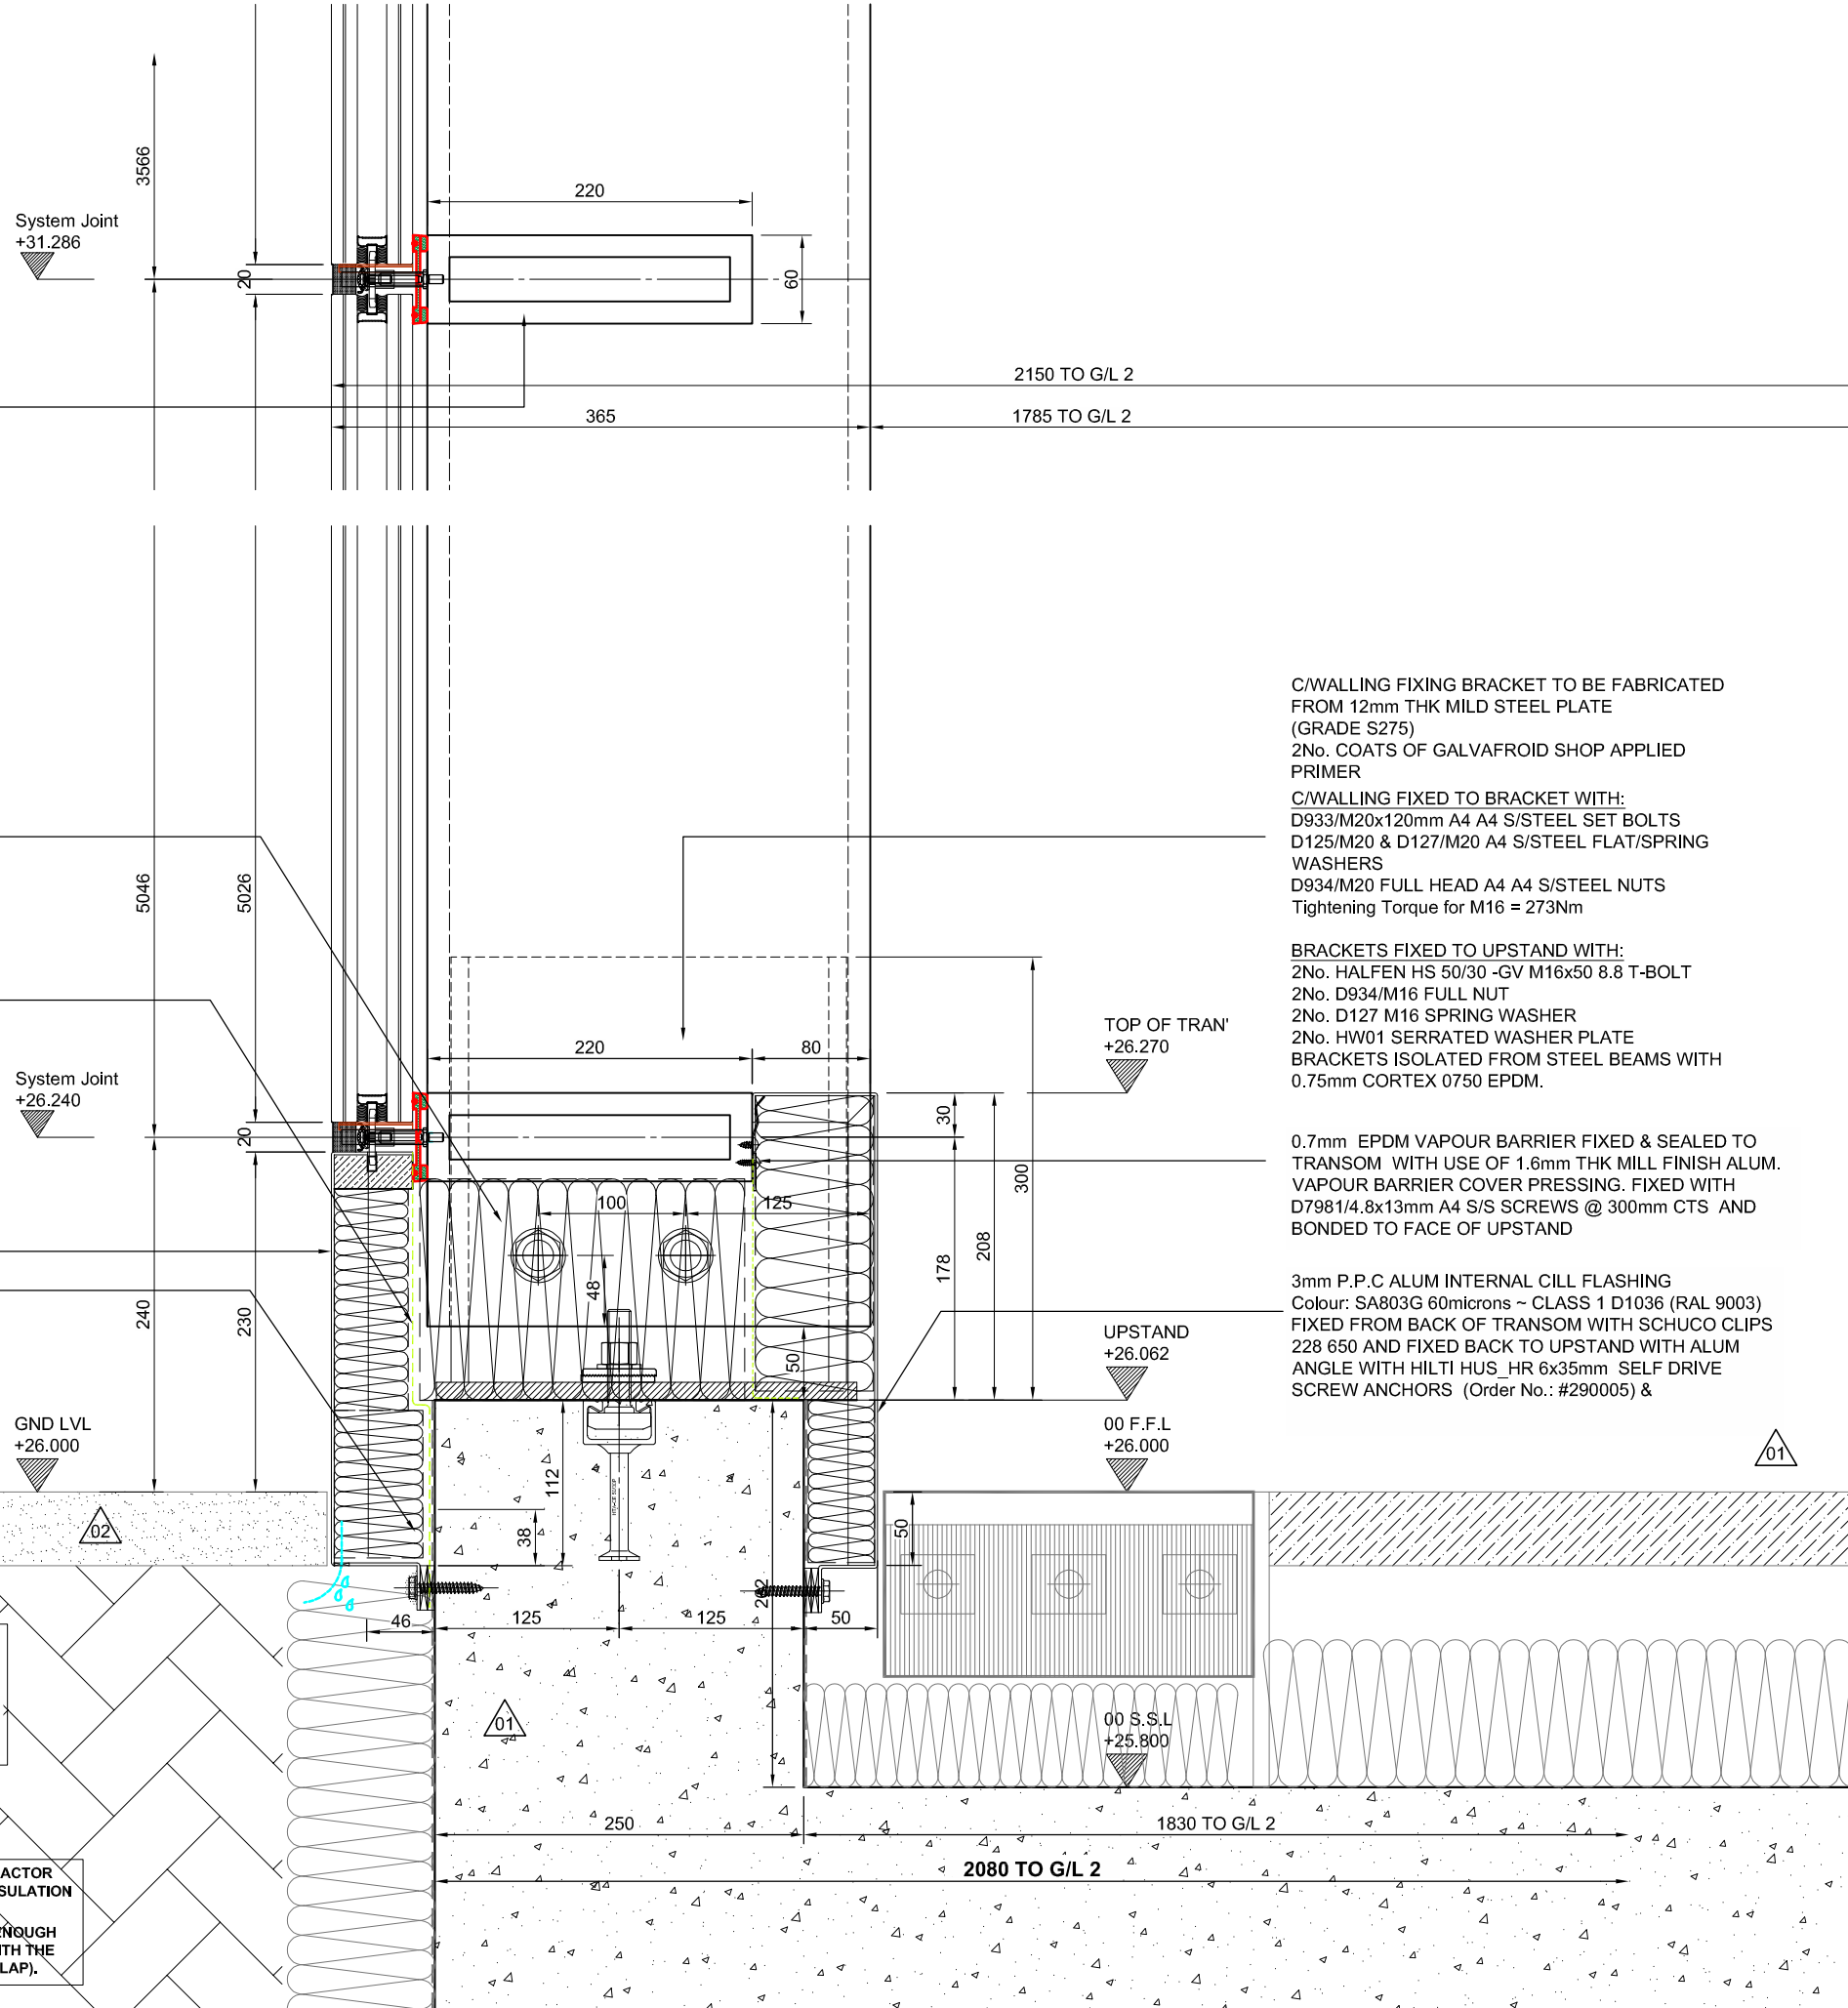 3566
220
System Joint
+31.286
20
60
2150 TO G/L 2
365
1785 TO G/L 2
C/WALLING FIXING BRACKET TO BE FABRICATED
FROM 12mm THK MILD STEEL PLATE
(GRADE S275)
2No. COATS OF GALVAFROID SHOP APPLIED
PRIMER
C/WALLING FIXED TO BRACKET WITH:
D933/M20x120mm A4 A4 S/STEEL SET BOLTS
D125/M20 & D127/M20 A4 S/STEEL FLAT/SPRING
WASHERS
D934/M20 FULL HEAD A4 A4 S/STEEL NUTS
Tightening Torque for M16 = 273Nm
5046
5026
BRACKETS FIXED TO UPSTAND WITH:
2No. HALFEN HS 50/30 -GV M16x50 8.8 T-BOLT
2No. D934/M16 FULL NUT
2No. D127 M16 SPRING WASHER
2No. HW01 SERRATED WASHER PLATE
BRACKETS ISOLATED FROM STEEL BEAMS WITH
0.75mm CORTEX 0750 EPDM.
TOP OF TRAN'
+26.270
220
80
System Joint
+26.240
20
30
300
0.7mm EPDM VAPOUR BARRIER FIXED & SEALED TO
TRANSOM WITH USE OF 1.6mm THK MILL FINISH ALUM.
VAPOUR BARRIER COVER PRESSING. FIXED WITH
D7981/4.8x13mm A4 S/S SCREWS @ 300mm CTS AND
BONDED TO FACE OF UPSTAND
100
125
208
178
48
240
230
50
3mm P.P.C ALUM INTERNAL CILL FLASHING
Colour: SA803G 60microns ~ CLASS 1 D1036 (RAL 9003)
FIXED FROM BACK OF TRANSOM WITH SCHUCO CLIPS
228 650 AND FIXED BACK TO UPSTAND WITH ALUM
ANGLE WITH HILTI HUS_HR 6x35mm SELF DRIVE
SCREW ANCHORS (Order No.: #290005) &
UPSTAND
+26.062
GND LVL
+26.000
00 F.F.L
+26.000
01
02
112
38
50
262
46
125
125
50
01
00 S.S.L
+25.800
250
1830 TO G/L 2
2080 TO G/L 2
ACTOR
SULATION
ENOUGH
ITH THE
LAP).